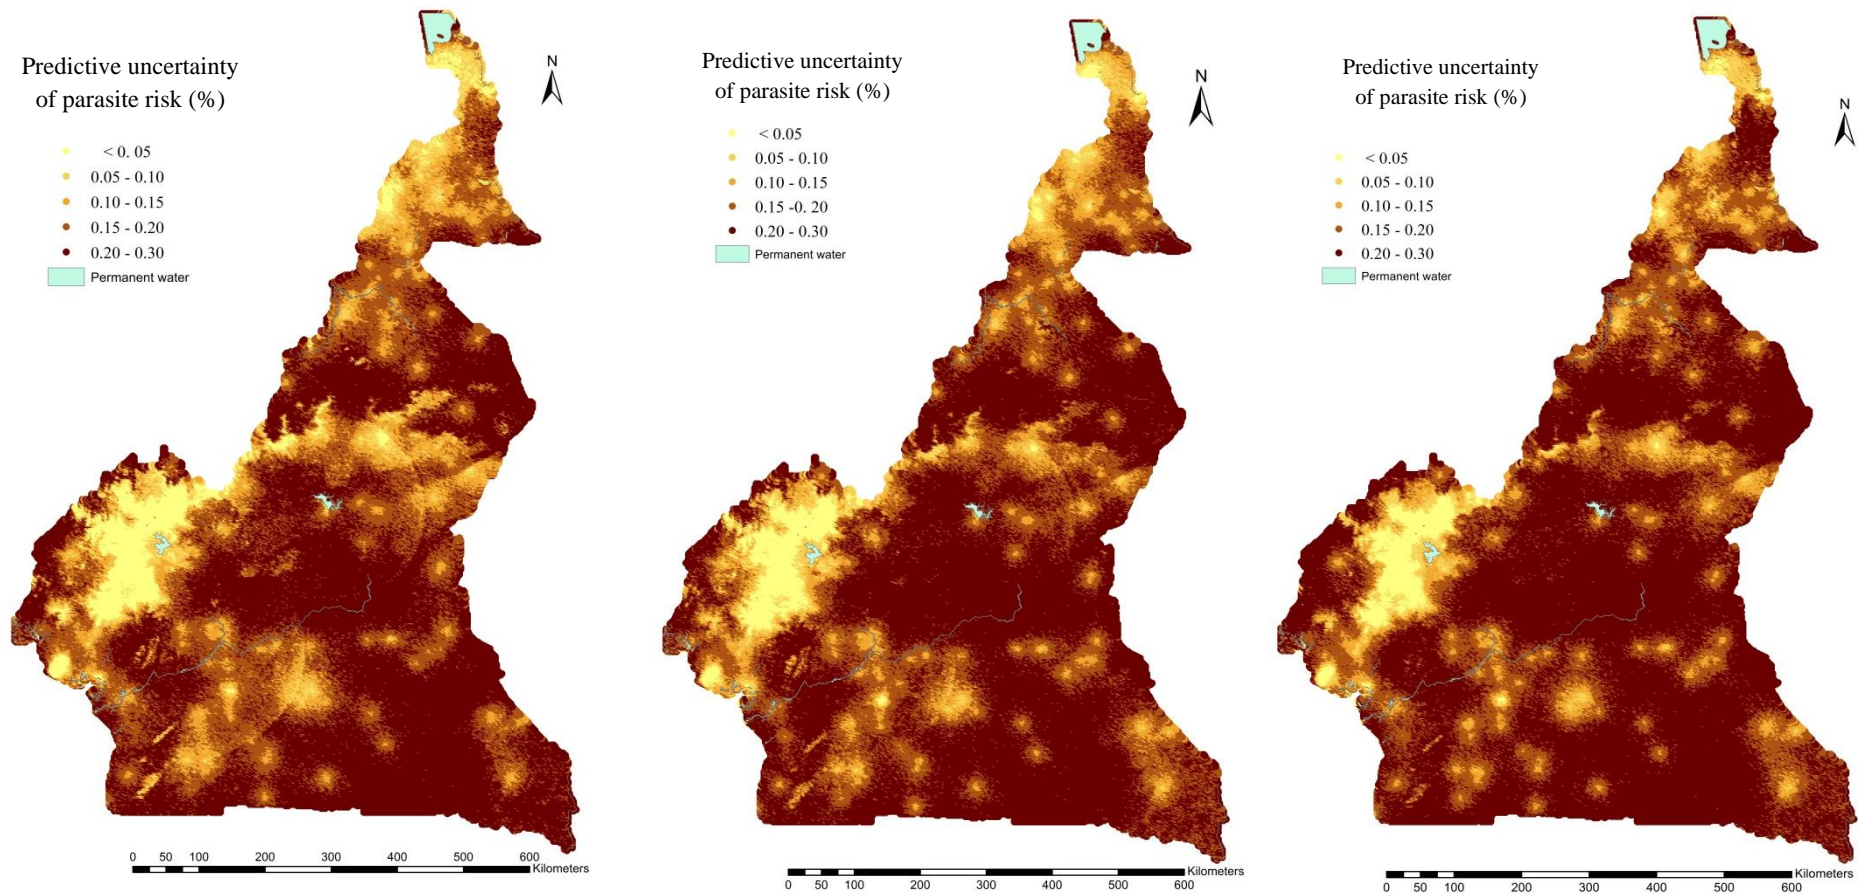 Predictive uncertainty
of parasite risk (%)
N
< 0. 05
0.05 - 0.10
0.10 - 0.15
0.15 - 0.20
0.20 - 0.30
Permanent water
0 50 100 200 300 400 500 600
Kilometers
Predictive uncertainty
of parasite risk (%)
N
< 0.05
0.05 - 0.10
0.10 - 0.15
0.15 -0. 20
0.20 - 0.30
Permanent water
Kilometers
0 50 100 200 300 400 500 600
Predictive uncertainty
of parasite risk (%)
N
< 0.05
0.05 - 0.10
0.10 - 0.15
0.15 - 0.20
0.20 - 0.30
Permanent water
Kilometers
0 50 100 200 300 400 500 600